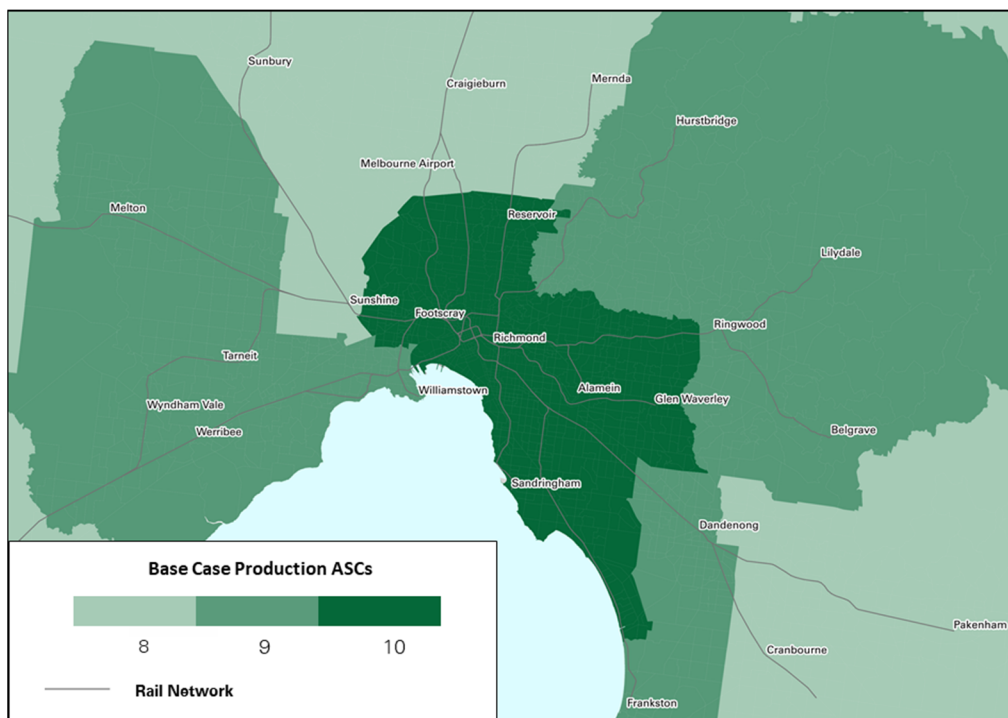 Sunbury
Craigieburn
Mernda
Hurstbridge
Melbourne Airport
Melton
Reservoir
Lilydale
Sunshine
Footscray
Ringwood
Richmond
Tarneit
Alamein
Williamstown
Glen Waverley
Wyndham Vale
Werribee
Belgrave
Sandringham
Dandenong
Pakenham
Cranbourne
Frankston
Base Case Production ASCs
8 9 10
Rail Network